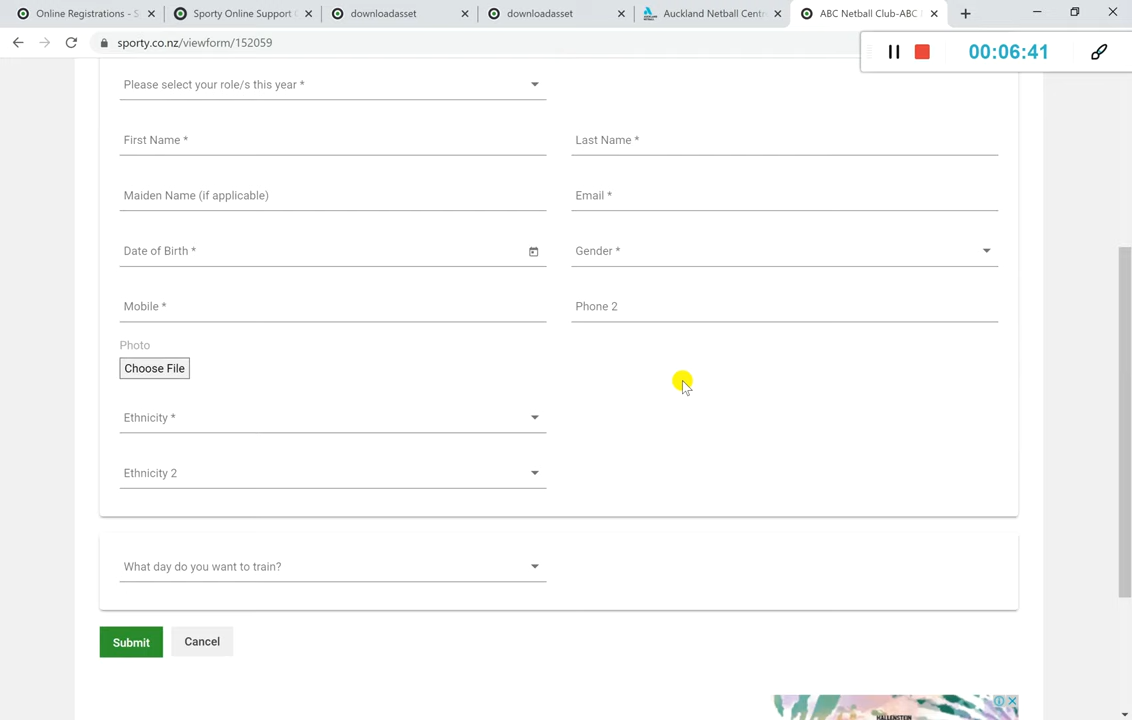 Online Registrations - S
Sporty Online Support C
downloadasset
downloadasset
Auckland Netball Centr
ABC Netball Club-ABC
sporty.co.nz/viewform/152059
00:06:41
Please select your role/s this year *
First Name *
Last Name *
Maiden Name (if applicable)
Email *
Date of Birth *
Gender *
Mobile *
Phone 2
Photo
Choose File
Ethnicity *
Ethnicity 2
What day do you want to train?
Submit
Cancel
HALLENSTEIN